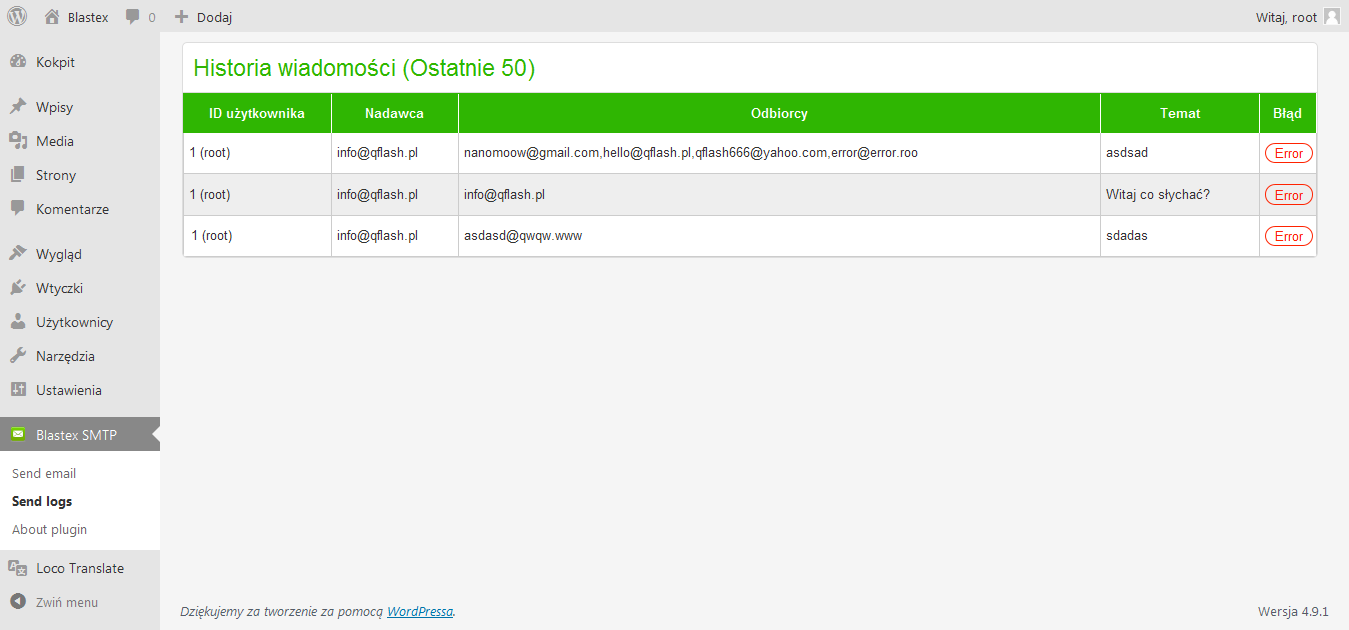 Blastex 0 Dodaj Witaj, root
Kokpit
Wpisy
Media
Strony
Komentarze
Wygląd
Wtyczki
Użytkownicy
Narzędzia
Ustawienia
Blastex SMTP
Send email
Send logs
About plugin
Loco Translate
Zwiń menu
Historia wiadomości (Ostatnie 50)
ID użytkownika Nadawca Odbiorcy Temat Błąd
1 (root) info@qflash.pl nanomoow@gmail.com,hello@qflash.pl,qflash666@yahoo.com,error@error.roo asdsad Error
1 (root) info@qflash.pl info@qflash.pl Witaj co słychać? Error
1 (root) info@qflash.pl asdasd@qwqw.www sdadas Error
Dziękujemy za tworzenie za pomocą WordPressa. Wersja 4.9.1